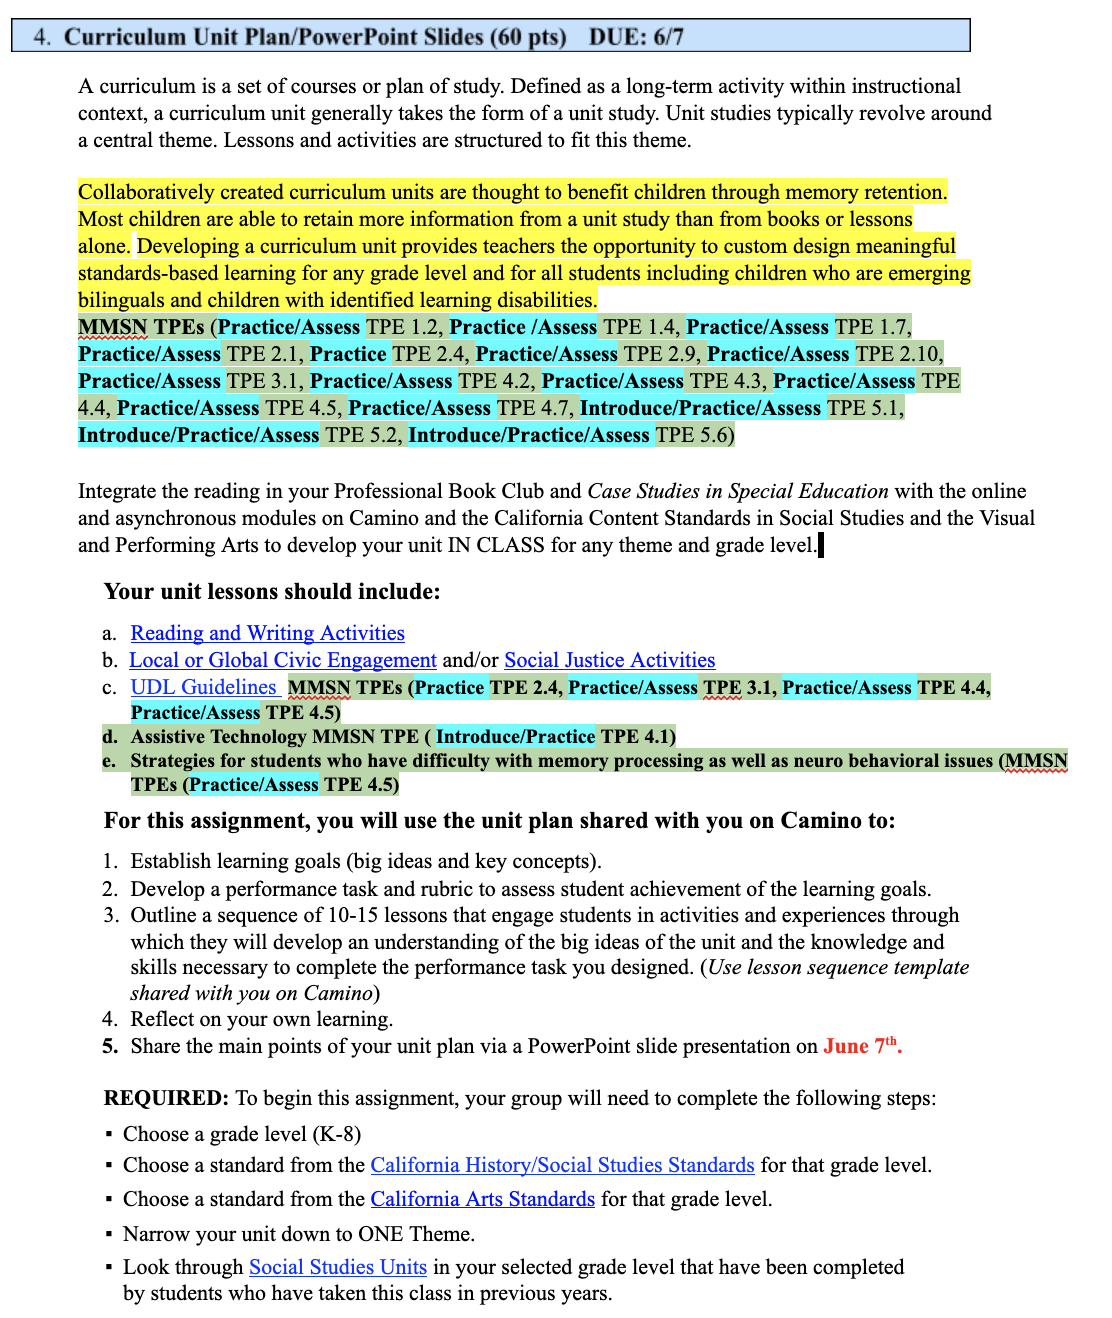 4. Curriculum Unit Plan/PowerPoint Slides (60 pts) DUE: 6/7
A curriculum is a set of courses or plan of study. Defined as a long-term activity within instructional
context, a curriculum unit generally takes the form of a unit study. Unit studies typically revolve around
a central theme. Lessons and activities are structured to fit this theme.
Collaboratively created curriculum units are thought to benefit children through memory retention.
Most children are able to retain more information from a unit study than from books or lessons
alone. Developing a curriculum unit provides teachers the opportunity to custom design meaningful
standards-based learning for any grade level and for all students including children who are emerging
bilinguals and children with identified learning disabilities.
MMSN TPEs (Practice/Assess TPE 1.2, Practice /Assess TPE 1.4, Practice/Assess TPE 1.7,
Practice/Assess TPE 2.1, Practice TPE 2.4, Practice/Assess TPE 2.9, Practice/Assess TPE 2.10,
Practice/Assess TPE 3.1, Practice/Assess TPE 4.2, Practice/Assess TPE 4.3, Practice/Assess TPE
4.4, Practice/Assess TPE 4.5, Practice/Assess TPE 4.7, Introduce/Practice/Assess TPE 5.1,
Introduce/Practice/Assess TPE 5.2, Introduce/Practice/Assess TPE 5.6)
Integrate the reading in your Professional Book Club and Case Studies in Special Education with the online
and asynchronous modules on Camino and the California Content Standards in Social Studies and the Visual
and Performing Arts to develop your unit IN CLASS for any theme and grade level.
Your unit lessons should include:
a. Reading and Writing Activities
b. Local or Global Civic Engagement and/or Social Justice Activities
c. UDL Guidelines MMSN TPEs (Practice TPE 2.4, Practice/Assess TPE 3.1, Practice/Assess TPE 4.4,
Practice/Assess TPE 4.5)
d. Assistive Technology MMSN TPE ( Introduce/Practice TPE 4.1)
e. Strategies for students who have difficulty with memory processing as well as neuro behavioral issues (MMSN
TPEs (Practice/Assess TPE 4.5)
For this assignment, you will use the unit plan shared with you on Camino to:
1. Establish learning goals (big ideas and key concepts).
2. Develop a performance task and rubric to assess student achievement of the learning goals.
3. Outline a sequence of 10-15 lessons that engage students in activities and experiences through
which they will develop an understanding of the big ideas of the unit and the knowledge and
skills necessary to complete the performance task you designed. (Use lesson sequence template
shared with you on Camino)
4. Reflect on your own learning.
5. Share the main points of your unit plan via a PowerPoint slide presentation on June 7th.
REQUIRED: To begin this assignment, your group will need to complete the following steps:
▪ Choose a grade level (K-8)
▪ Choose a standard from the California History/Social Studies Standards for that grade level.
▪ Choose a standard from the California Arts Standards for that grade level.
▪ Narrow your unit down to ONE Theme.
▪ Look through Social Studies Units in your selected grade level that have been completed
by students who have taken this class in previous years.